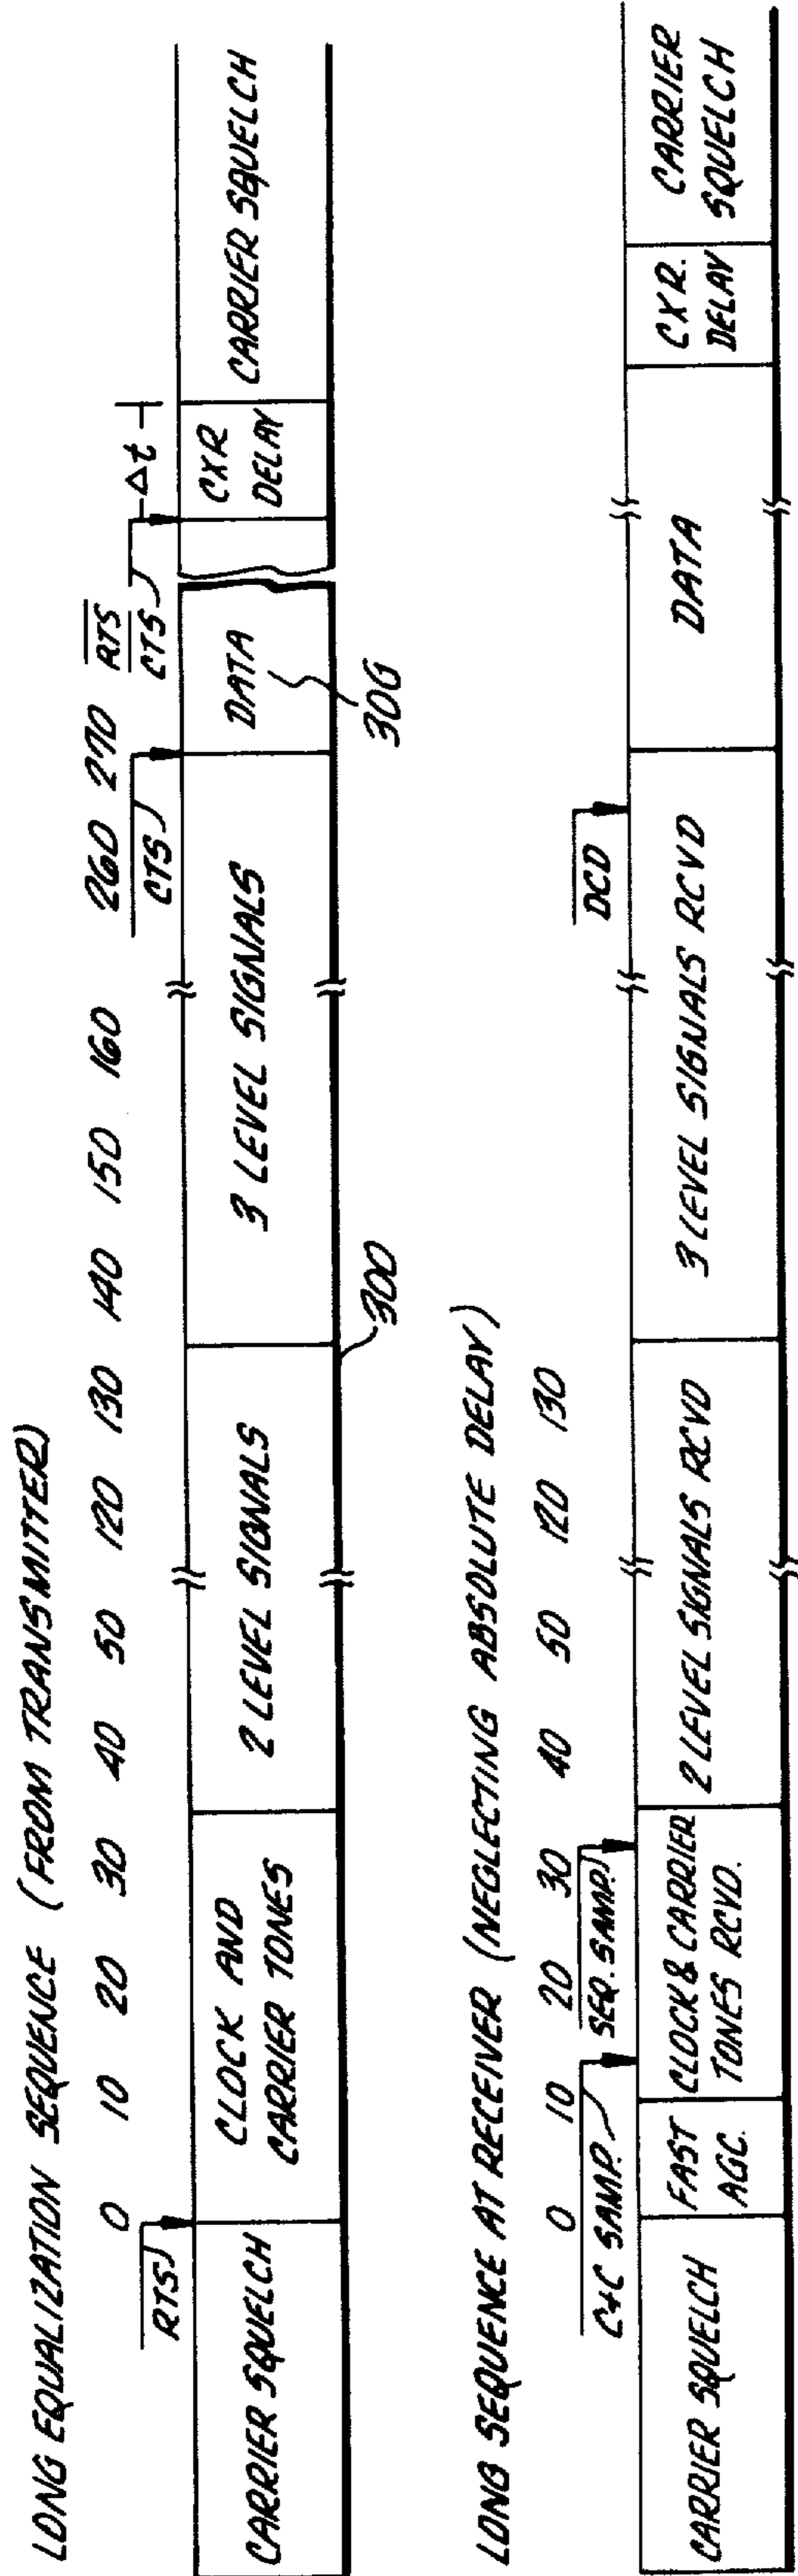 LONG EQUALIZATION SEQUENCE (FROM TRANSMITTER)
0 10 20 30 40 50 120 130 140 150 160 260 270 RTS
CTS
RTS
CTS
Δt
CARRIER SQUELCH
CLOCK AND
CARRIER TONES
2 LEVEL SIGNALS
3 LEVEL SIGNALS
DATA
CXR
DELAY
CARRIER SQUELCH
300
306
LONG SEQUENCE AT RECEIVER (NEGLECTING ABSOLUTE DELAY)
0 10 20 30 40 50 120 130
C+C SAMP.
SEQ. SAMP.
DCD
CARRIER SQUELCH
FAST
AGC.
CLOCK & CARRIER
TONES RCVD.
2 LEVEL SIGNALS RCVD
3 LEVEL SIGNALS RCVD
DATA
CXR.
DELAY
CARRIER
SQUELCH